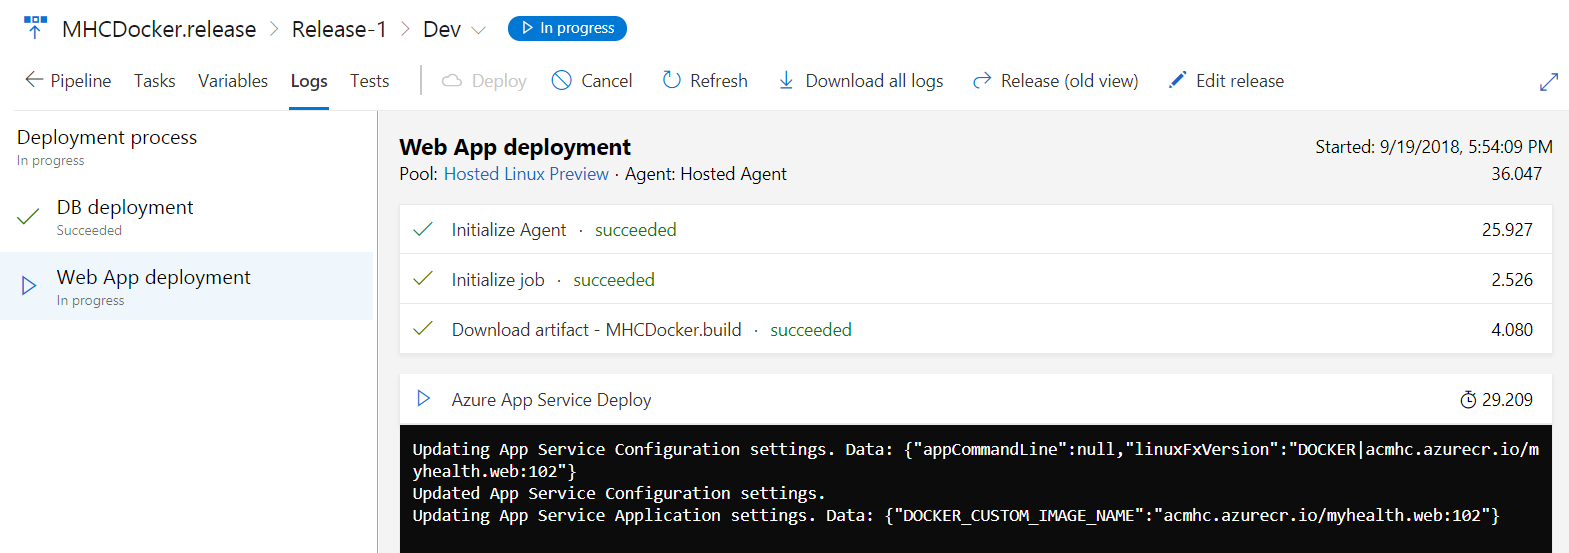 MHCDocker.release > Release-1 > Dev In progress
Pipeline Tasks Variables Logs Tests Deploy Cancel Refresh Download all logs Release (old view) Edit release
Deployment process
In progress
DB deployment
Succeeded
Web App deployment
In progress
Web App deployment Started: 9/19/2018, 5:54:09 PM
Pool: Hosted Linux Preview · Agent: Hosted Agent 36.047
Initialize Agent · succeeded 25.927
Initialize job · succeeded 2.526
Download artifact - MHCDocker.build · succeeded 4.080
Azure App Service Deploy 29.209
Updating App Service Configuration settings. Data: {"appCommandLine":null,"linuxFxVersion":"DOCKER|acmhc.azurecr.io/m
yhealth.web:102"}
Updated App Service Configuration settings.
Updating App Service Application settings. Data: {"DOCKER_CUSTOM_IMAGE_NAME":"acmhc.azurecr.io/myhealth.web:102"}